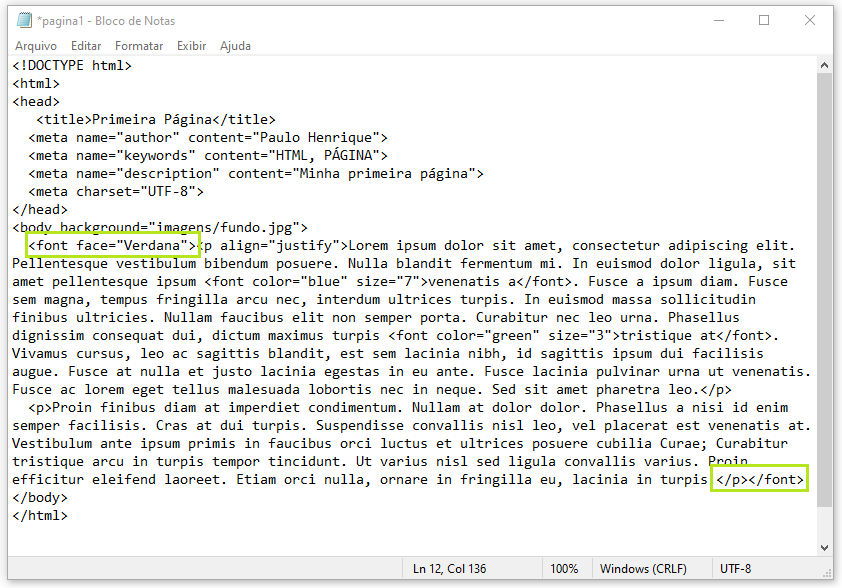 *pagina1 - Bloco de Notas
Arquivo Editar Formatar Exibir Ajuda
<!DOCTYPE html>
<html>
<head>
   <title>Primeira Página</title>
  <meta name="author" content="Paulo Henrique">
  <meta name="keywords" content="HTML, PÁGINA">
  <meta name="description" content="Minha primeira página">
  <meta charset="UTF-8">
</head>
<body background="imagens/fundo.jpg">
  <font face="Verdana"><p align="justify">Lorem ipsum dolor sit amet, consectetur adipiscing elit.
Pellentesque vestibulum bibendum posuere. Nulla blandit fermentum mi. In euismod dolor ligula, sit
amet pellentesque ipsum <font color="blue" size="7">venenatis a</font>. Fusce a ipsum diam. Fusce
sem magna, tempus fringilla arcu nec, interdum ultrices turpis. In euismod massa sollicitudin
finibus ultricies. Nullam faucibus elit non semper porta. Curabitur nec leo urna. Phasellus
dignissim consequat dui, dictum maximus turpis <font color="green" size="3">tristique at</font>.
Vivamus cursus, leo ac sagittis blandit, est sem lacinia nibh, id sagittis ipsum dui facilisis
augue. Fusce at nulla et justo lacinia egestas in eu ante. Fusce lacinia pulvinar urna ut venenatis.
Fusce ac lorem eget tellus malesuada lobortis nec in neque. Sed sit amet pharetra leo.</p>
  <p>Proin finibus diam at imperdiet condimentum. Nullam at dolor dolor. Phasellus a nisi id enim
semper facilisis. Cras at dui turpis. Suspendisse convallis nisl leo, vel placerat est venenatis at.
Vestibulum ante ipsum primis in faucibus orci luctus et ultrices posuere cubilia Curae; Curabitur
tristique arcu in turpis tempor tincidunt. Ut varius nisl sed ligula convallis varius. Proin
efficitur eleifend laoreet. Etiam orci nulla, ornare in fringilla eu, lacinia in turpis.</p></font>
</body>
</html>
Ln 12, Col 136 100% Windows (CRLF) UTF-8